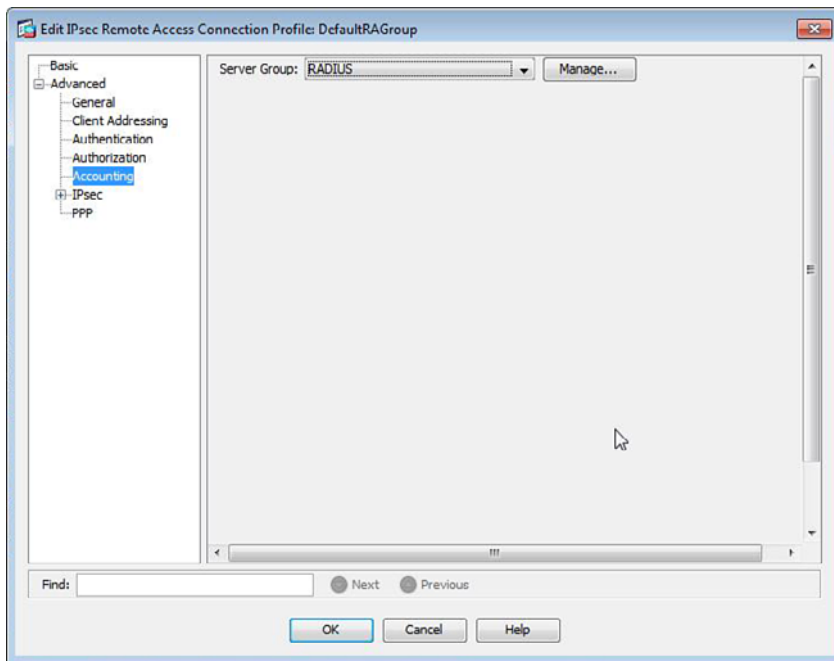 Edit IPsec Remote Access Connection Profile: DefaultRAGroup
Basic
Advanced
General
Client Addressing
Authentication
Authorization
Accounting
IPsec
PPP
Server Group: RADIUS Manage...
Find: Next Previous
OK Cancel Help